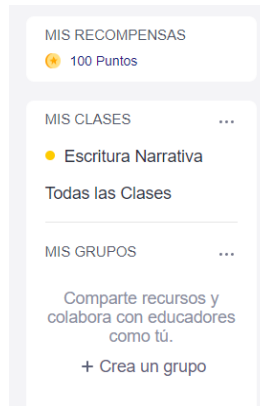 MIS RECOMPENSAS
100 Puntos
MIS CLASES ...
Escritura Narrativa
Todas las Clases
MIS GRUPOS ...
Comparte recursos y
colabora con educadores
como tú.
+ Crea un grupo